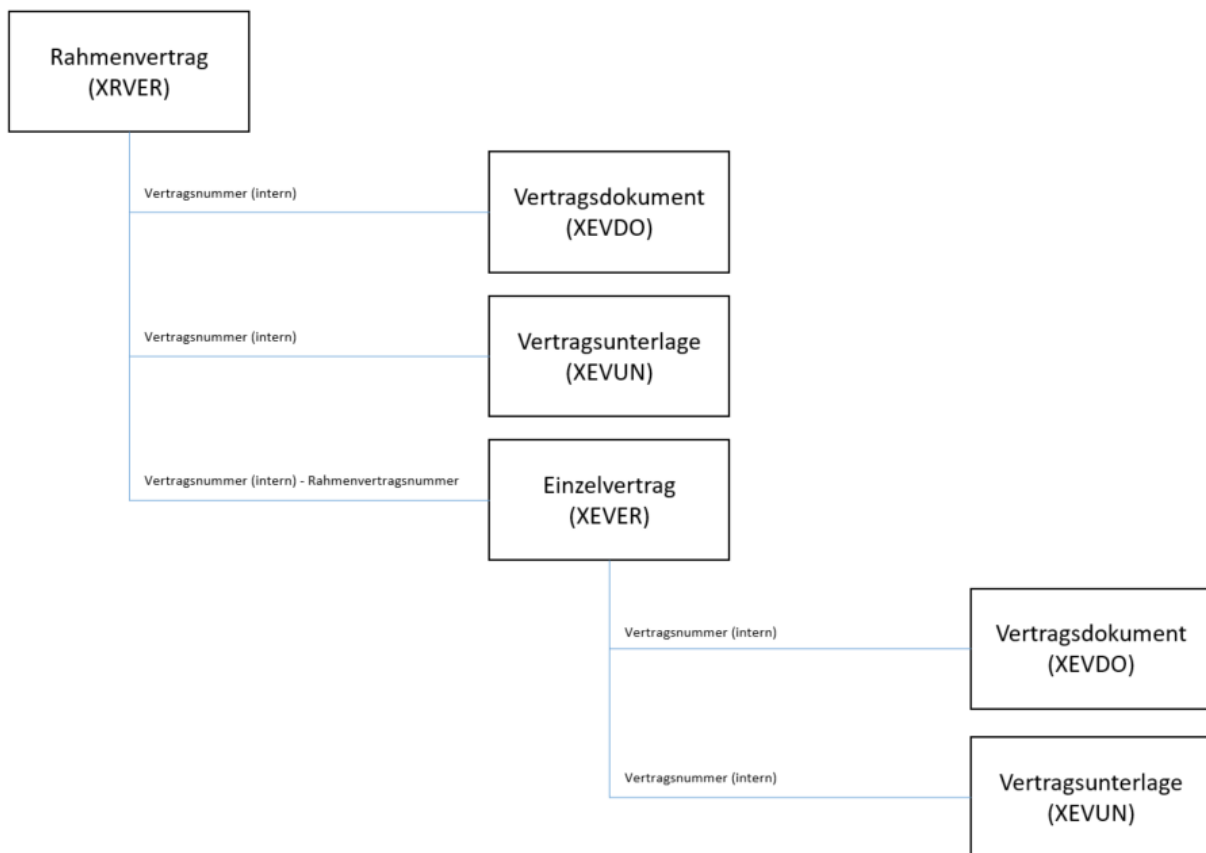 Rahmenvertrag
(XRVER)
Vertragsnummer (intern)
Vertragsdokument
(XEVDO)
Vertragsnummer (intern)
Vertragsunterlage
(XEVUN)
Vertragsnummer (intern) - Rahmenvertragsnummer
Einzelvertrag
(XEVER)
Vertragsnummer (intern)
Vertragsdokument
(XEVDO)
Vertragsnummer (intern)
Vertragsunterlage
(XEVUN)